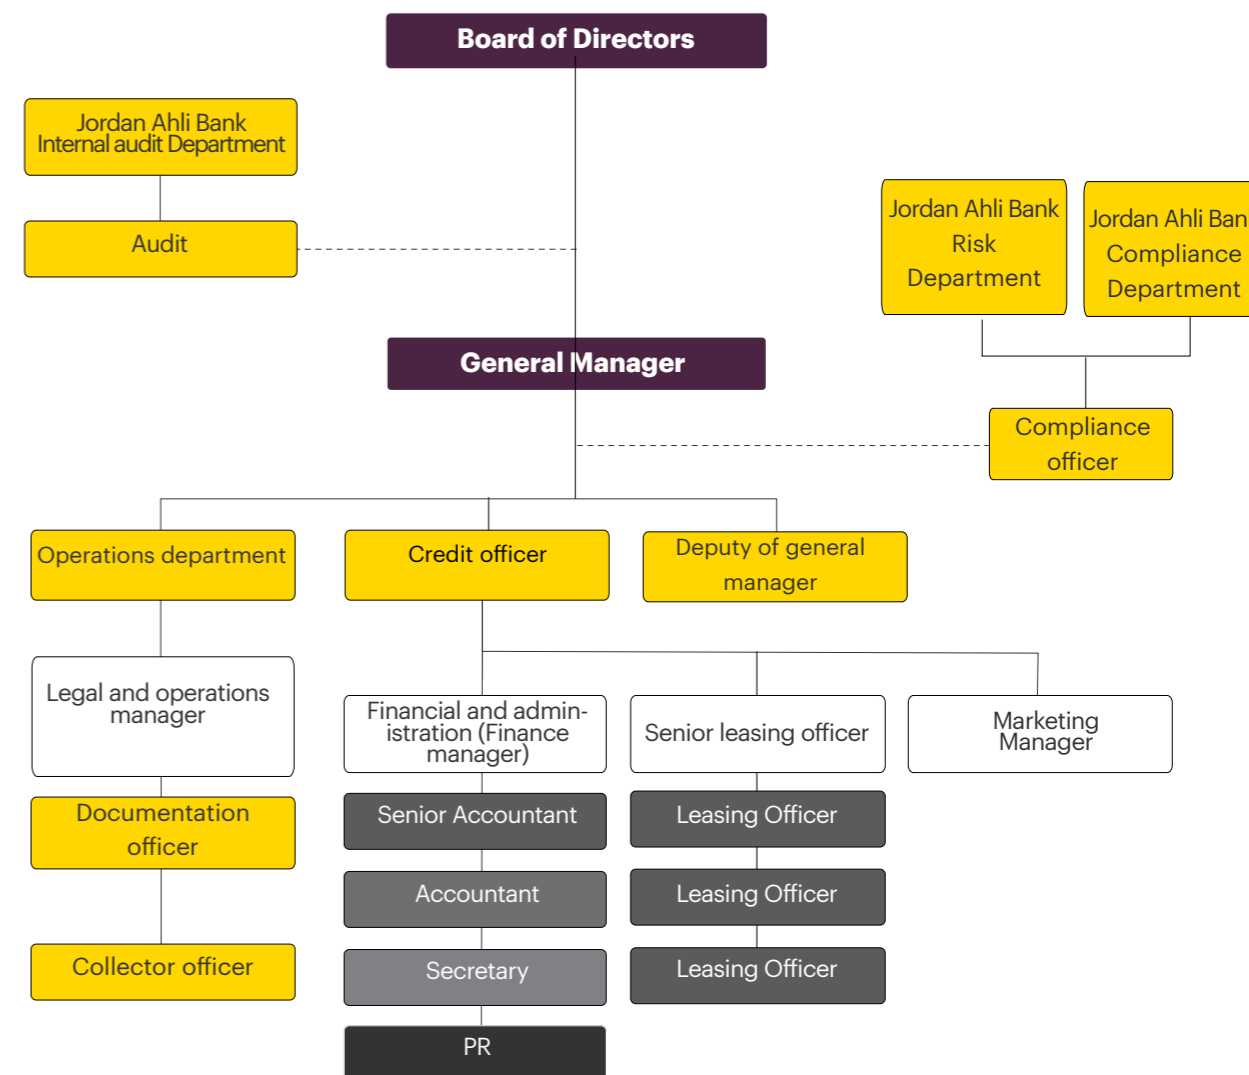 Board of Directors
Jordan Ahli Bank
Internal audit Department
Audit
Jordan Ahli Bank
Risk
Department
Jordan Ahli Ban
Compliance
Department
General Manager
Compliance
officer
Operations department
Credit officer
Deputy of general
manager
Legal and operations
manager
Financial and admin-
istration (Finance
manager)
Senior leasing officer
Marketing
Manager
Documentation
officer
Senior Accountant
Leasing Officer
Accountant
Leasing Officer
Collector officer
Secretary
Leasing Officer
PR